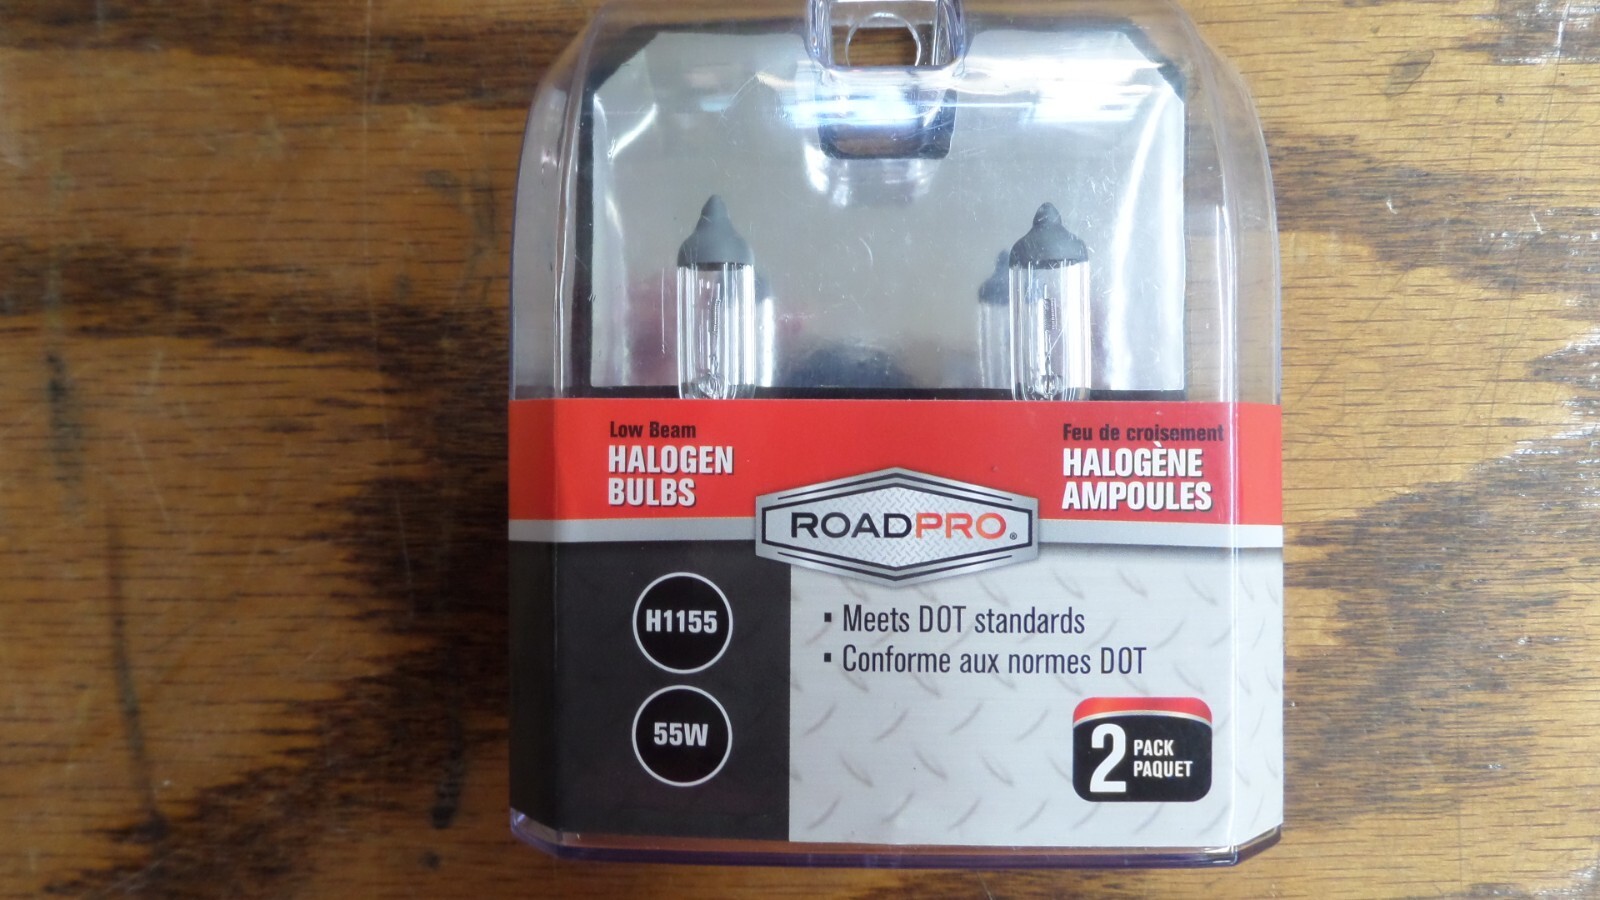 Low Beam
HALOGEN
BULBS
Feu de croisement
HALOGÈNE
AMPOULES
ROADPRO®
H1155
55W
▪ Meets DOT standards
▪ Conforme aux normes DOT
2 PACK
PAQUET